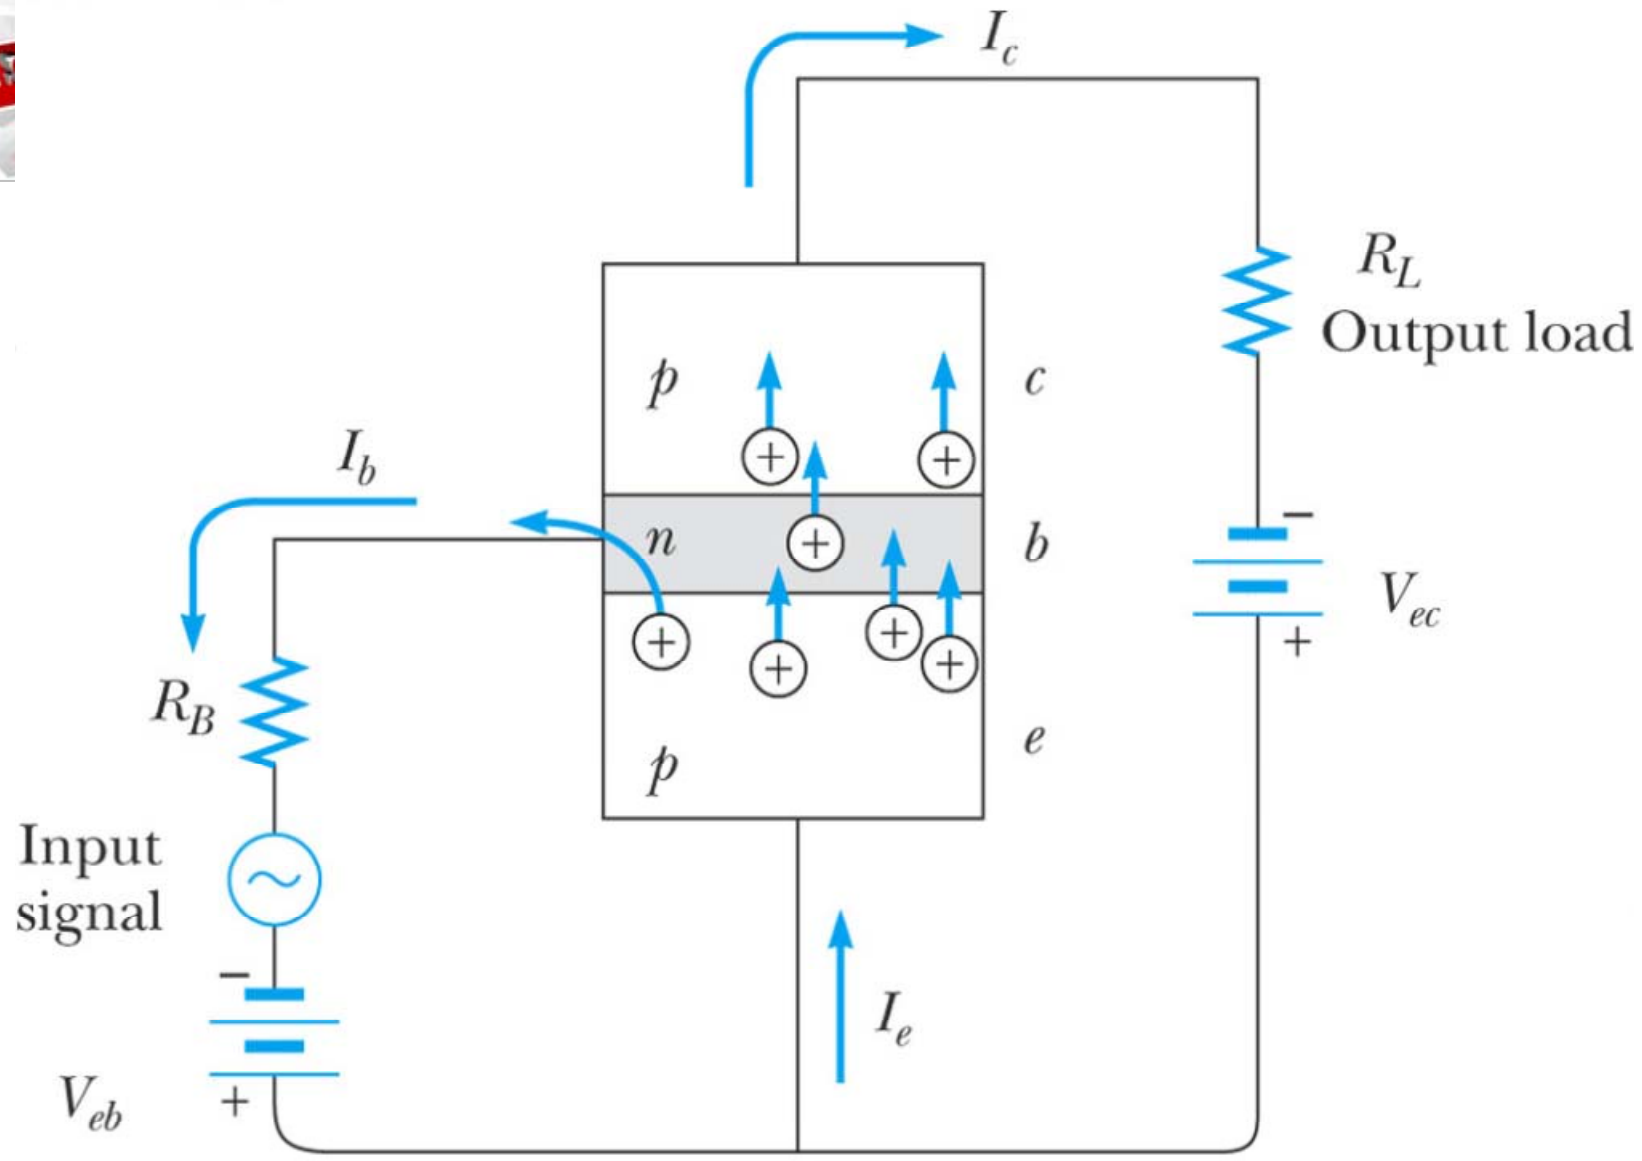 I_c
R_L
Output load
p
c
I_b
+
+
n
+
b
−
V_ec
+
+
+
+
+
R_B
p
e
Input
signal
−
I_e
V_eb
+